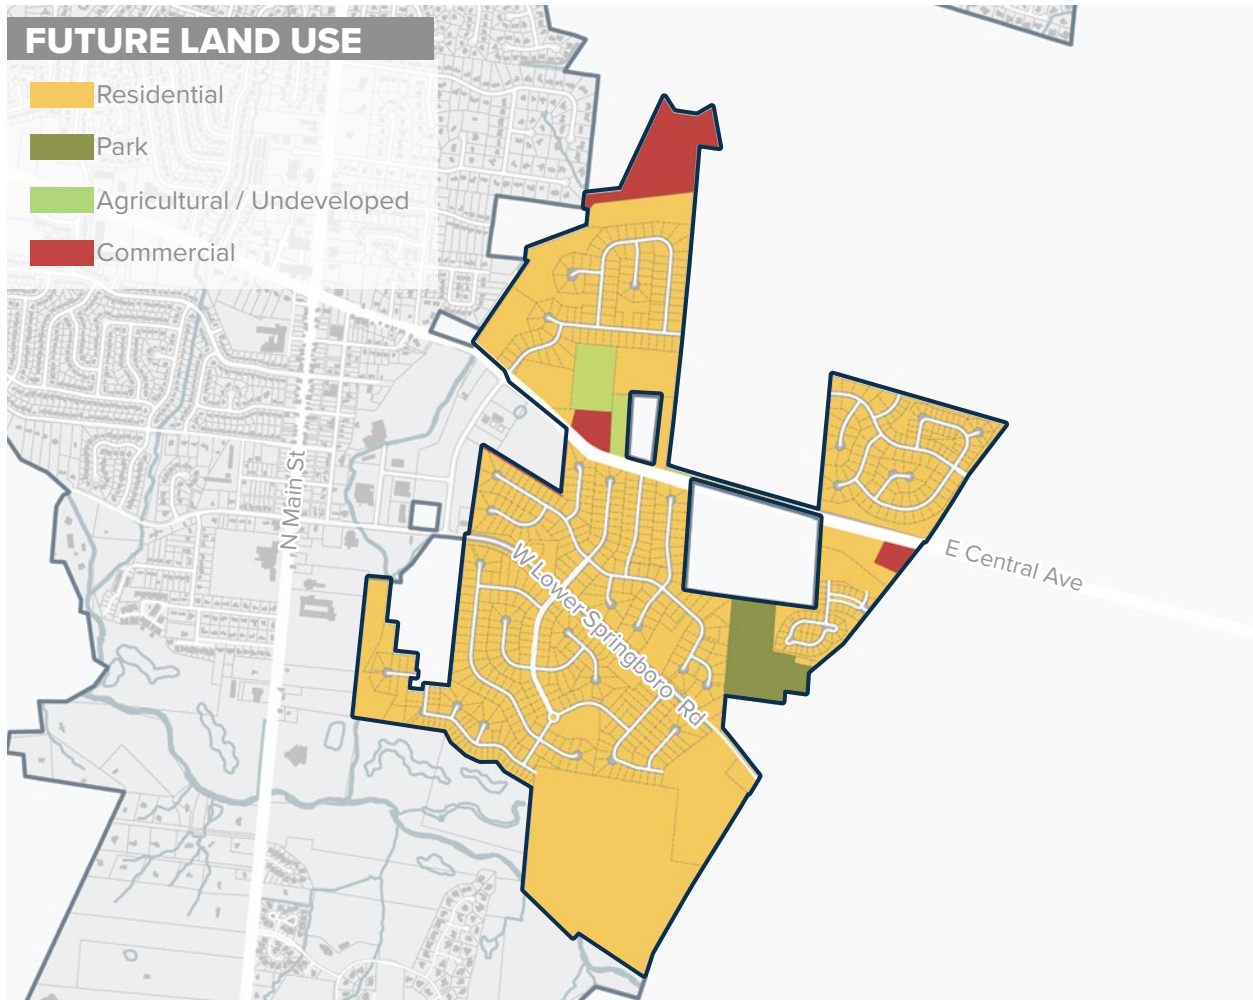 FUTURE LAND USE
Residential
Park
Agricultural / Undeveloped
Commercial
N Main St
W Lower Springboro Rd
E Central Ave